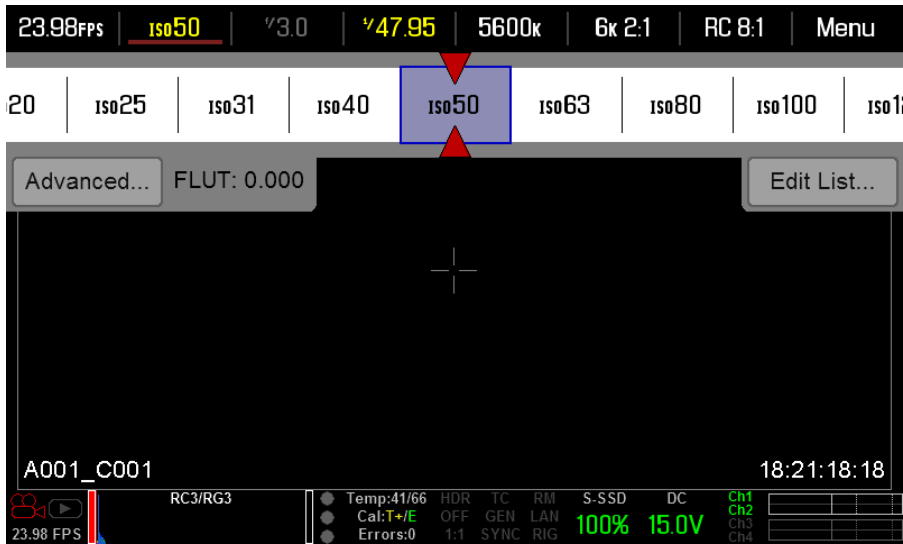 23.98FPS ISO50 1/3.0 1/47.95 5600K 6K 2:1 RC 8:1 Menu
20 ISO25 ISO31 ISO40 ISO50 ISO63 ISO80 ISO100 ISO1
Advanced... FLUT: 0.000 Edit List...
A001_C001 18:21:18:18
RC3/RG3 Temp:41/66 HDR TC RM S-SSD DC Ch1
Cal:T+/E OFF GEN LAN 100% 15.0V Ch2
23.98 FPS Errors:0 1:1 SYNC RIG Ch3
Ch4